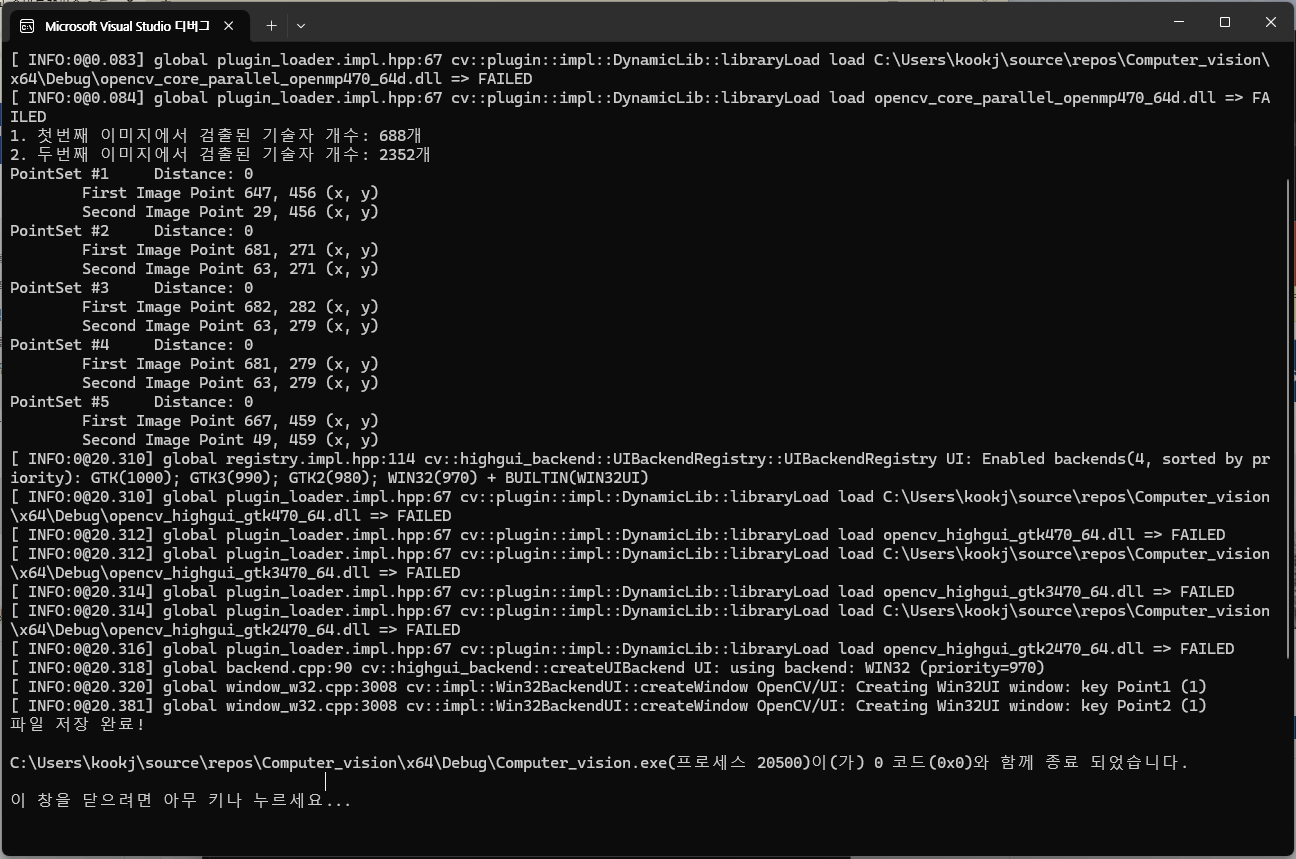 Microsoft Visual Studio 디버그
[ INFO:0@0.083] global plugin_loader.impl.hpp:67 cv::plugin::impl::DynamicLib::libraryLoad load C:\Users\kookj\source\repos\Computer_vision\
x64\Debug\opencv_core_parallel_openmp470_64d.dll => FAILED
[ INFO:0@0.084] global plugin_loader.impl.hpp:67 cv::plugin::impl::DynamicLib::libraryLoad load opencv_core_parallel_openmp470_64d.dll => FA
ILED
1. 첫번째 이미지에서 검출된 기술자 개수: 688개
2. 두번째 이미지에서 검출된 기술자 개수: 2352개
PointSet #1     Distance: 0
        First Image Point 647, 456 (x, y)
        Second Image Point 29, 456 (x, y)
PointSet #2     Distance: 0
        First Image Point 681, 271 (x, y)
        Second Image Point 63, 271 (x, y)
PointSet #3     Distance: 0
        First Image Point 682, 282 (x, y)
        Second Image Point 63, 279 (x, y)
PointSet #4     Distance: 0
        First Image Point 681, 279 (x, y)
        Second Image Point 63, 279 (x, y)
PointSet #5     Distance: 0
        First Image Point 667, 459 (x, y)
        Second Image Point 49, 459 (x, y)
[ INFO:0@20.310] global registry.impl.hpp:114 cv::highgui_backend::UIBackendRegistry::UIBackendRegistry UI: Enabled backends(4, sorted by pr
iority): GTK(1000); GTK3(990); GTK2(980); WIN32(970) + BUILTIN(WIN32UI)
[ INFO:0@20.310] global plugin_loader.impl.hpp:67 cv::plugin::impl::DynamicLib::libraryLoad load C:\Users\kookj\source\repos\Computer_vision
\x64\Debug\opencv_highgui_gtk470_64.dll => FAILED
[ INFO:0@20.312] global plugin_loader.impl.hpp:67 cv::plugin::impl::DynamicLib::libraryLoad load opencv_highgui_gtk470_64.dll => FAILED
[ INFO:0@20.312] global plugin_loader.impl.hpp:67 cv::plugin::impl::DynamicLib::libraryLoad load C:\Users\kookj\source\repos\Computer_vision
\x64\Debug\opencv_highgui_gtk3470_64.dll => FAILED
[ INFO:0@20.314] global plugin_loader.impl.hpp:67 cv::plugin::impl::DynamicLib::libraryLoad load opencv_highgui_gtk3470_64.dll => FAILED
[ INFO:0@20.314] global plugin_loader.impl.hpp:67 cv::plugin::impl::DynamicLib::libraryLoad load C:\Users\kookj\source\repos\Computer_vision
\x64\Debug\opencv_highgui_gtk2470_64.dll => FAILED
[ INFO:0@20.316] global plugin_loader.impl.hpp:67 cv::plugin::impl::DynamicLib::libraryLoad load opencv_highgui_gtk2470_64.dll => FAILED
[ INFO:0@20.318] global backend.cpp:90 cv::highgui_backend::createUIBackend UI: using backend: WIN32 (priority=970)
[ INFO:0@20.320] global window_w32.cpp:3008 cv::impl::Win32BackendUI::createWindow OpenCV/UI: Creating Win32UI window: key Point1 (1)
[ INFO:0@20.381] global window_w32.cpp:3008 cv::impl::Win32BackendUI::createWindow OpenCV/UI: Creating Win32UI window: key Point2 (1)
파일 저장 완료!
C:\Users\kookj\source\repos\Computer_vision\x64\Debug\Computer_vision.exe(프로세스 20500)이(가) 0 코드(0x0)와 함께 종료 되었습니다.
이 창을 닫으려면 아무 키나 누르세요...